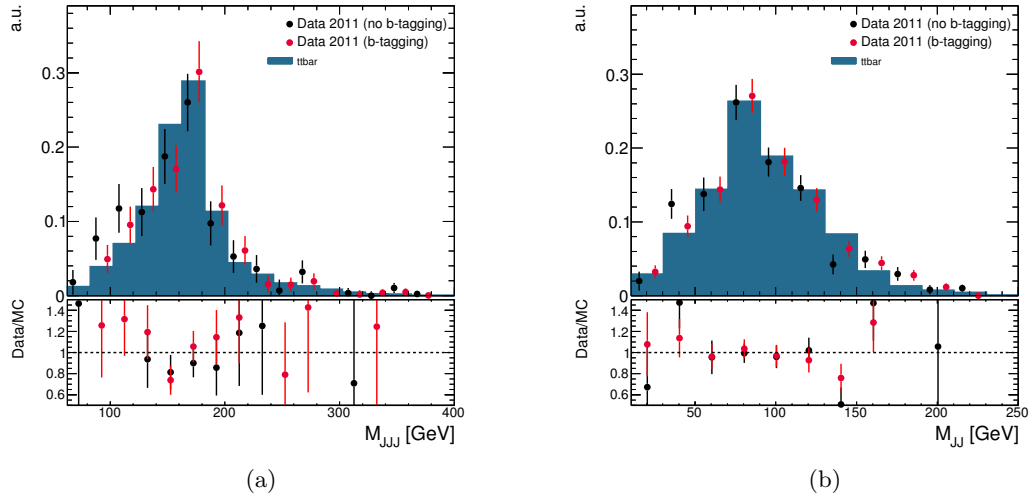 a.u.
Data 2011 (no b-tagging)
Data 2011 (b-tagging)
ttbar
0.3
0.2
0.1
0
Data/MC
1.4
1.2
1
0.8
0.6
100 200 300 400
M_JJJ [GeV]
(a)
a.u.
Data 2011 (no b-tagging)
Data 2011 (b-tagging)
ttbar
0.3
0.2
0.1
0
Data/MC
1.4
1.2
1
0.8
0.6
50 100 150 200 250
M_JJ [GeV]
(b)